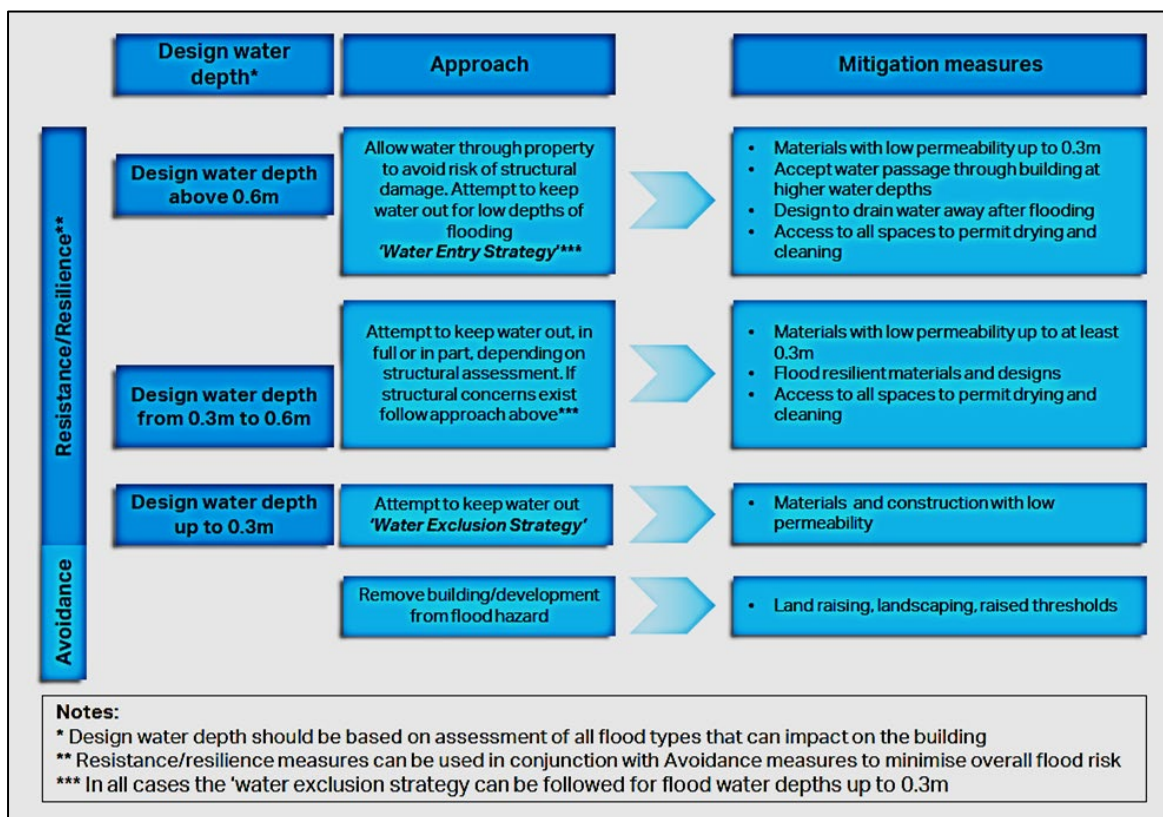 Design water
depth*
Approach
Mitigation measures
Resistance/Resilience**
Design water depth
above 0.6m
Allow water through property
to avoid risk of structural
damage. Attempt to keep
water out for low depths of
flooding
'Water Entry Strategy'***
• Materials with low permeability up to 0.3m
• Accept water passage through building at
higher water depths
• Design to drain water away after flooding
• Access to all spaces to permit drying and
cleaning
Design water depth
from 0.3m to 0.6m
Attempt to keep water out, in
full or in part, depending on
structural assessment. If
structural concerns exist
follow approach above***
• Materials with low permeability up to at least
0.3m
• Flood resilient materials and designs
• Access to all spaces to permit drying and
cleaning
Design water depth
up to 0.3m
Attempt to keep water out
'Water Exclusion Strategy'
• Materials and construction with low
permeability
Avoidance
Remove building/development
from flood hazard
• Land raising, landscaping, raised thresholds
Notes:
* Design water depth should be based on assessment of all flood types that can impact on the building
** Resistance/resilience measures can be used in conjunction with Avoidance measures to minimise overall flood risk
*** In all cases the 'water exclusion strategy can be followed for flood water depths up to 0.3m